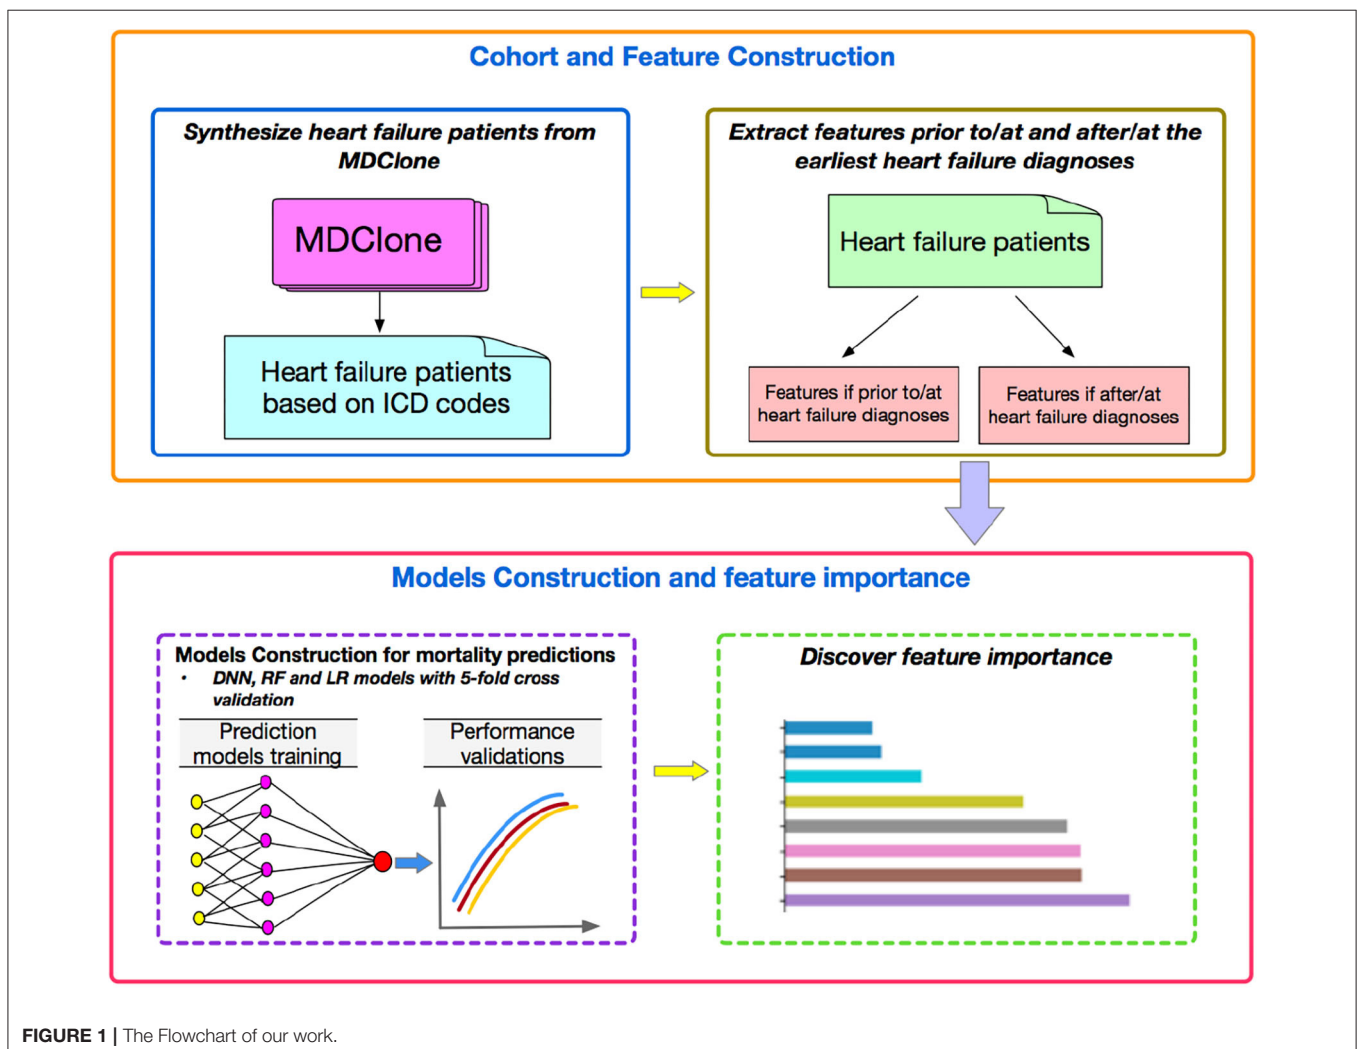 Cohort and Feature Construction
Synthesize heart failure patients from
MDClone
MDClone
Heart failure patients
based on ICD codes
Extract features prior to/at and after/at the
earliest heart failure diagnoses
Heart failure patients
Features if prior to/at
heart failure diagnoses
Features if after/at
heart failure diagnoses
Models Construction and feature importance
Models Construction for mortality predictions
• DNN, RF and LR models with 5-fold cross
validation
Prediction
models training
Performance
validations
Discover feature importance
FIGURE 1 | The Flowchart of our work.